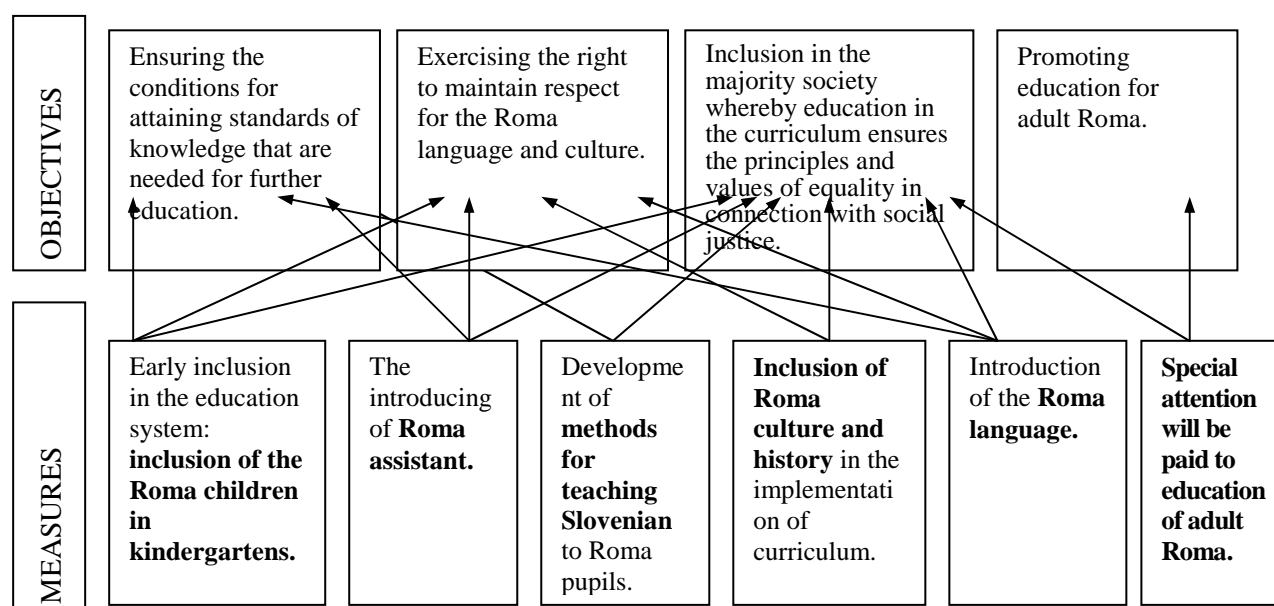 OBJECTIVES
Ensuring the
conditions for
attaining standards of
knowledge that are
needed for further
education.
Exercising the right
to maintain respect
for the Roma
language and culture.
Inclusion in the
majority society
whereby education in
the curriculum ensures
the principles and
values of equality in
connection with social
justice.
Promoting
education for
adult Roma.
MEASURES
Early inclusion
in the education
system:
inclusion of the
Roma children
in
kindergartens.
The
introducing
of Roma
assistant.
Developme
nt of
methods
for
teaching
Slovenian
to Roma
pupils.
Inclusion of
Roma
culture and
history in the
implementati
on of
curriculum.
Introduction
of the Roma
language.
Special
attention
will be
paid to
education
of adult
Roma.